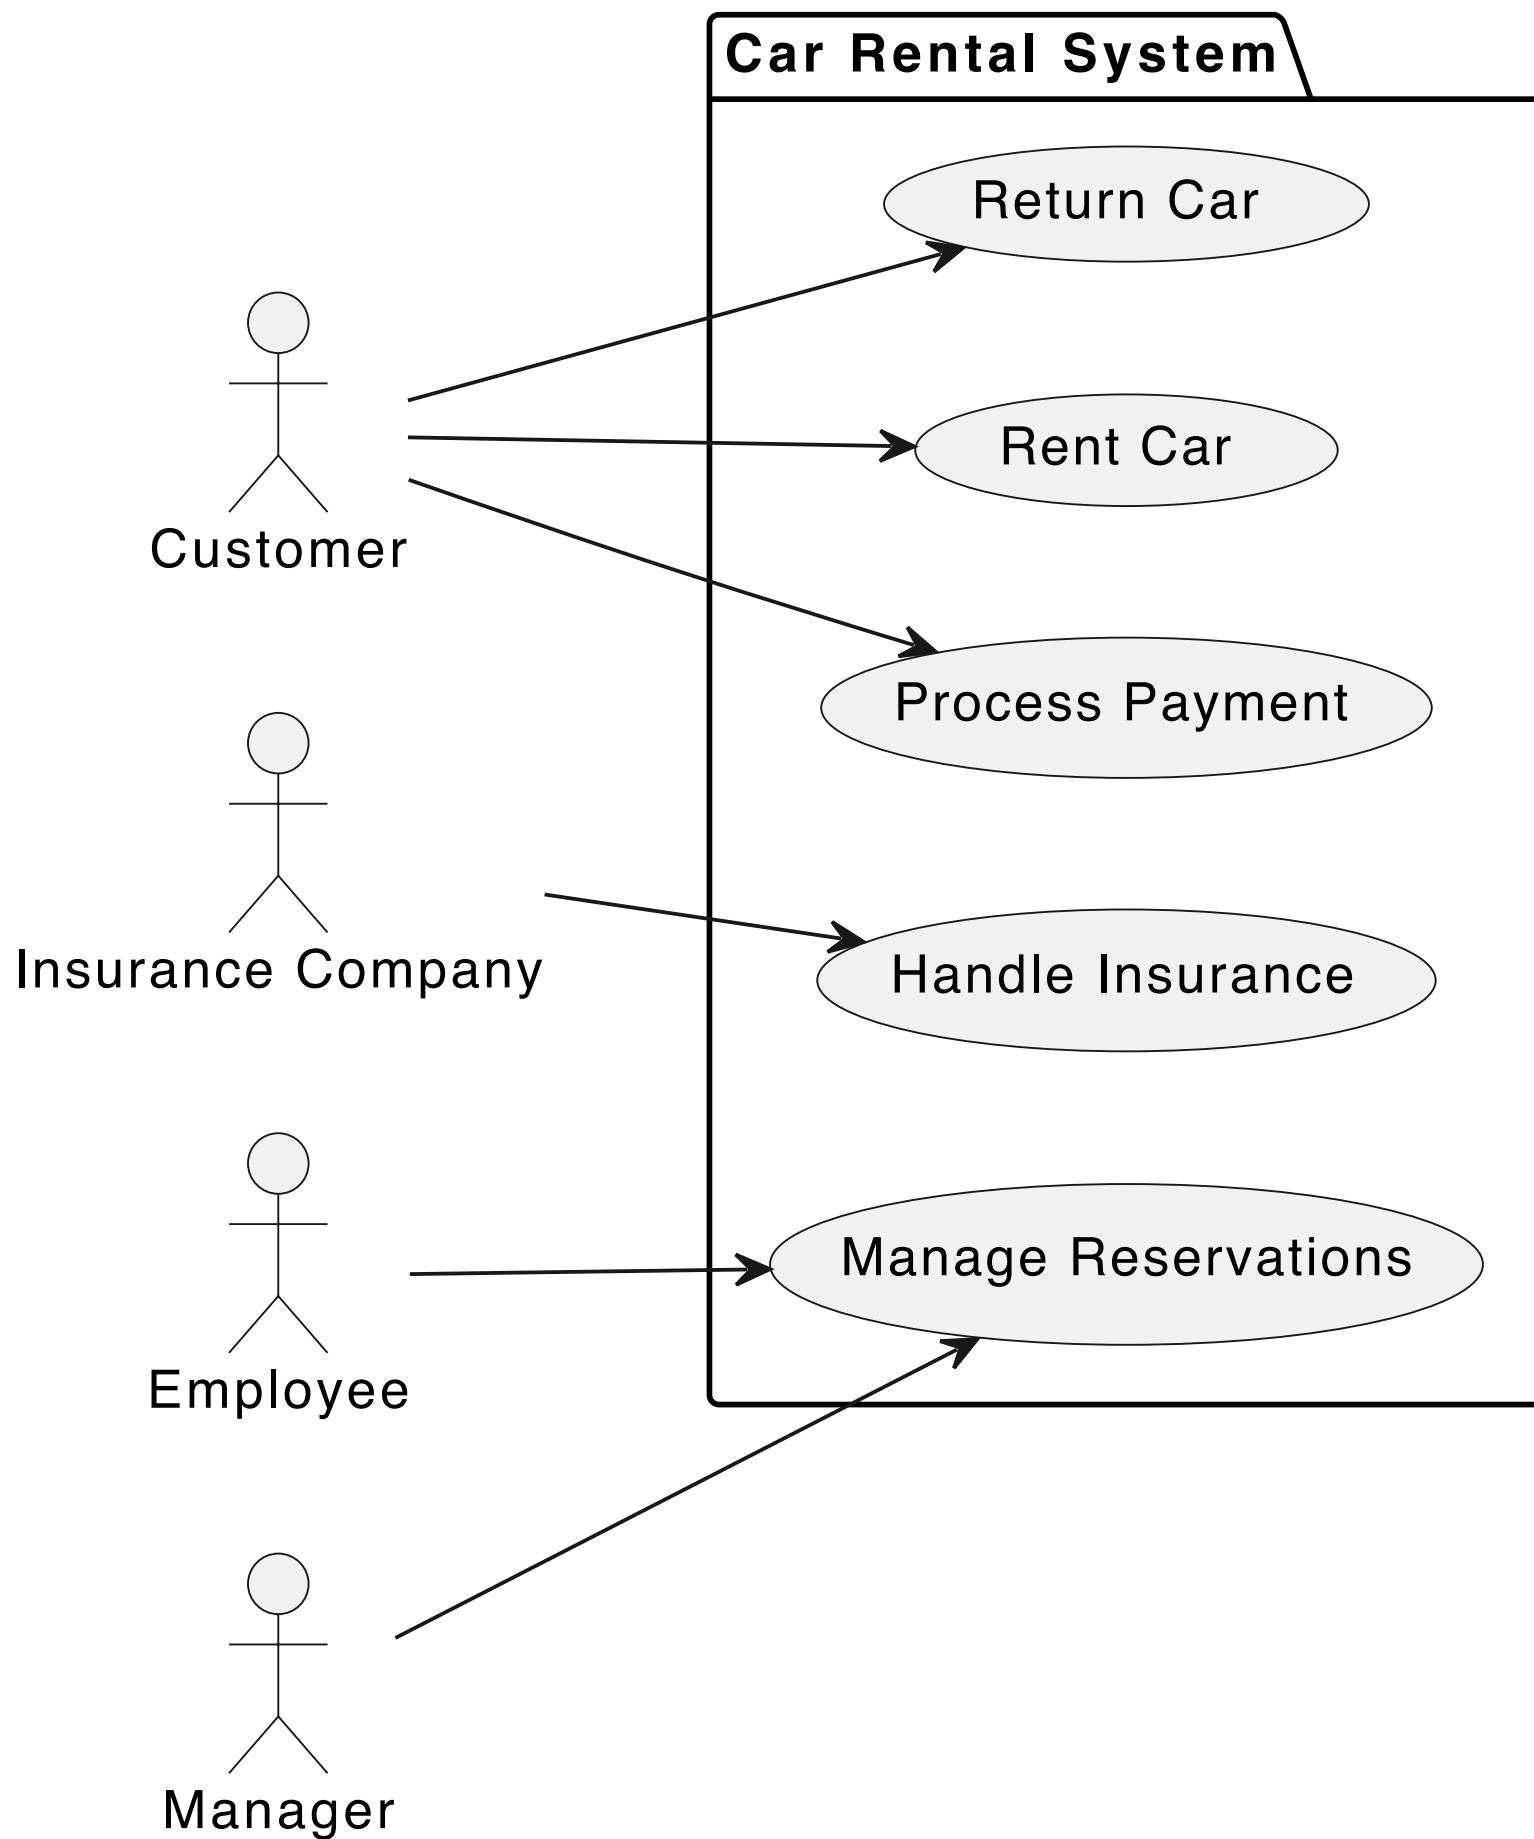 Car Rental System
Return Car
Rent Car
Customer
Process Payment
Insurance Company
Handle Insurance
Manage Reservations
Employee
Manager